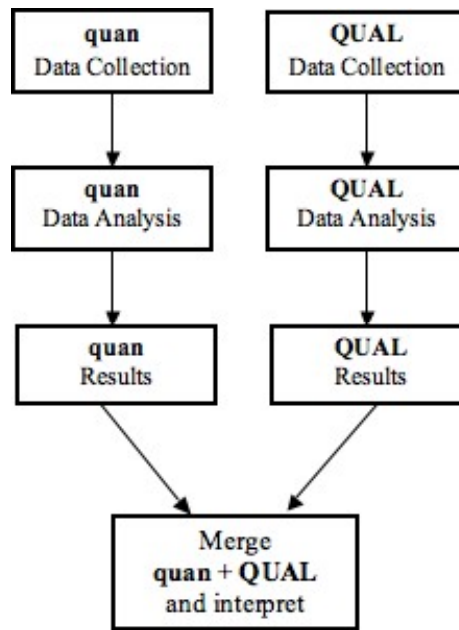 quan
Data Collection
QUAL
Data Collection
quan
Data Analysis
QUAL
Data Analysis
quan
Results
QUAL
Results
Merge
quan + QUAL
and interpret